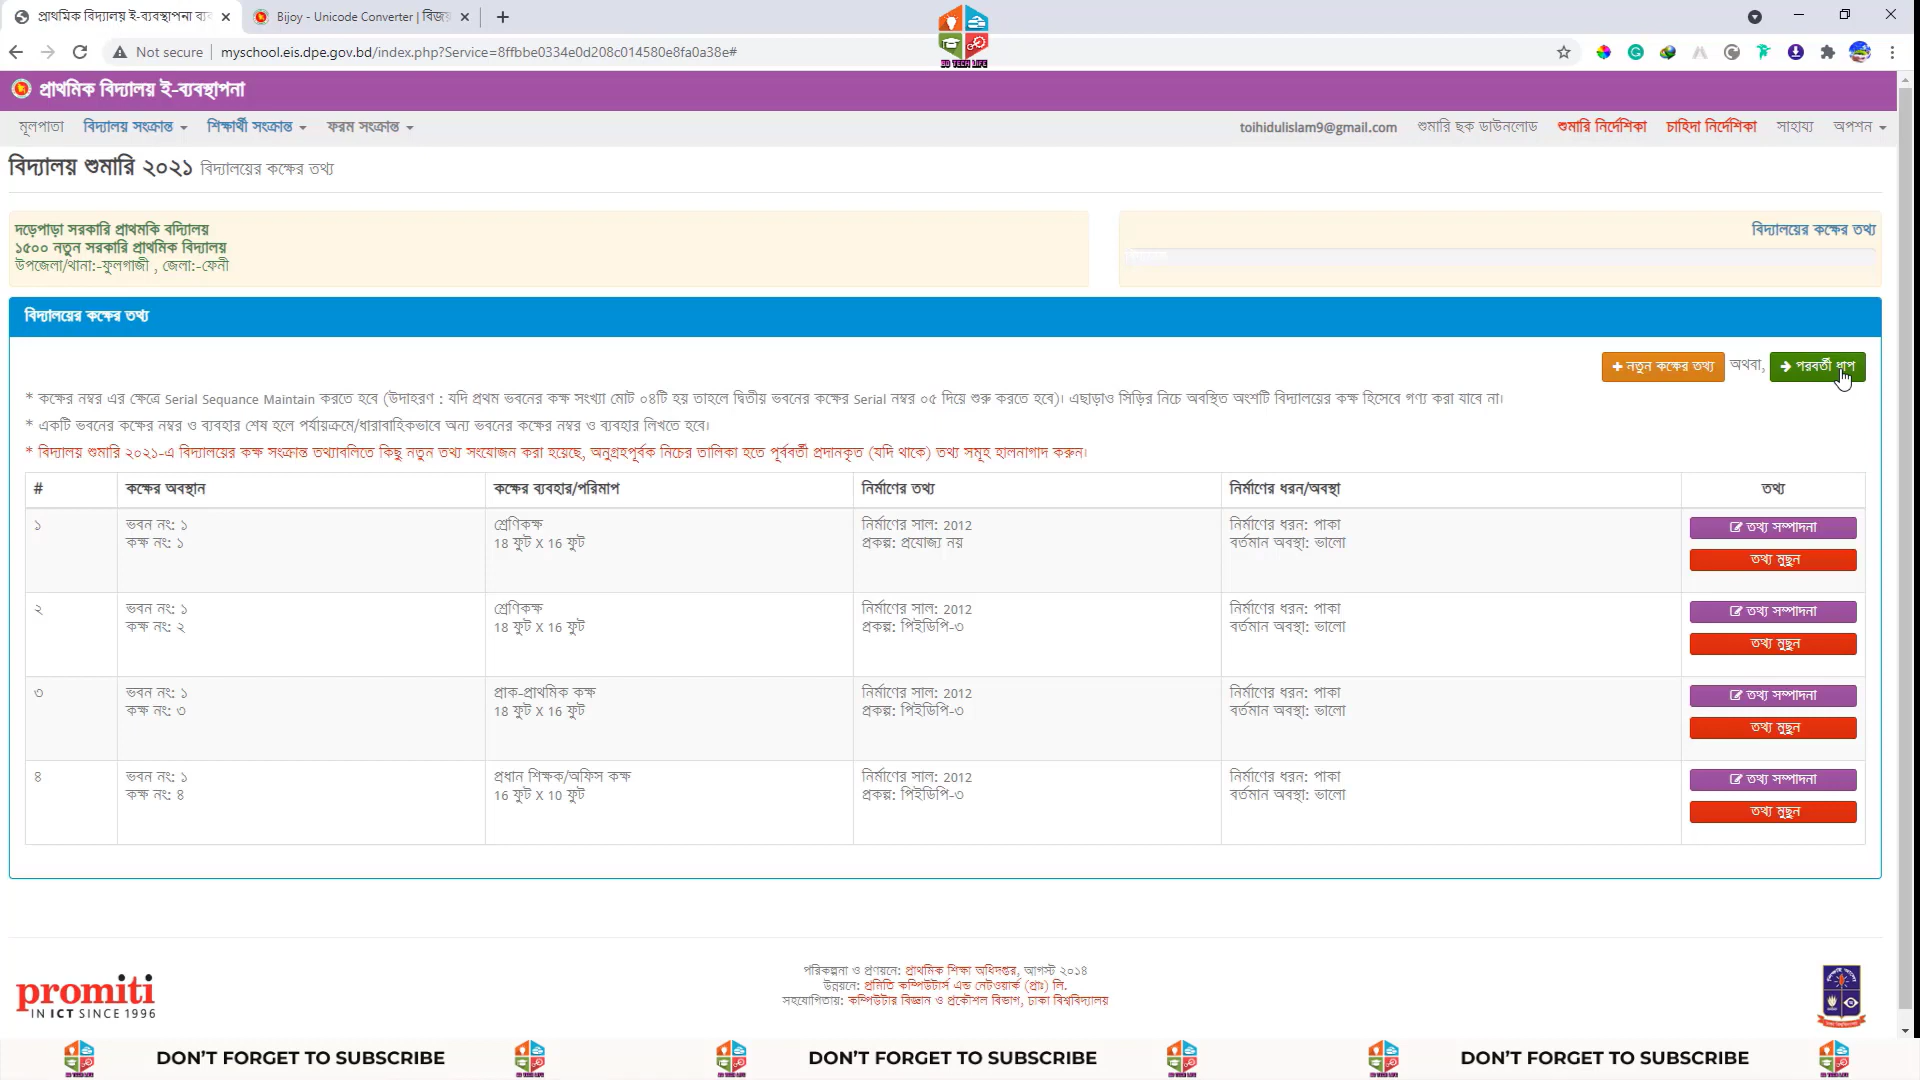 প্রাথমিক বিদ্যালয় ই-ব্যবস্থাপনা ব্যব
Bijoy - Unicode Converter | বিজয়
BD TECH LIFE
Not secure
myschool.eis.dpe.gov.bd/index.php?Service=8ffbbe0334e0d208c014580e8fa0a38e#
প্রাথমিক বিদ্যালয় ই-ব্যবস্থাপনা
মূলপাতা বিদ্যালয় সংক্রান্ত শিক্ষার্থী সংক্রান্ত ফরম সংক্রান্ত toihidulislam9@gmail.com শুমারি ছক ডাউনলোড শুমারি নির্দেশিকা চাহিদা নির্দেশিকা সাহায্য অপশন
বিদ্যালয় শুমারি ২০২১ বিদ্যালয়ের কক্ষের তথ্য
দড়েপাড়া সরকারি প্রাথমকি বদ্যিালয়
১৫০০ নতুন সরকারি প্রাথমিক বিদ্যালয়
উপজেলা/থানা:-ফুলগাজী , জেলা:-ফেনী
বিদ্যালয়ের কক্ষের তথ্য
বিদ্যালয়ের কক্ষের তথ্য
+ নতুন কক্ষের তথ্য অথবা, পরবর্তী ধাপ
* কক্ষের নম্বর এর ক্ষেত্রে Serial Sequance Maintain করতে হবে (উদাহরণ : যদি প্রথম ভবনের কক্ষ সংখ্যা মোট ০৪টি হয় তাহলে দ্বিতীয় ভবনের কক্ষের Serial নম্বর ০৫ দিয়ে শুরু করতে হবে)। এছাড়াও সিড়ির নিচে অবস্থিত অংশটি বিদ্যালয়ের কক্ষ হিসেবে গণ্য করা যাবে না।
* একটি ভবনের কক্ষের নম্বর ও ব্যবহার শেষ হলে পর্যায়ক্রমে/ধারাবাহিকভাবে অন্য ভবনের কক্ষের নম্বর ও ব্যবহার লিখতে হবে।
* বিদ্যালয় শুমারি ২০২১-এ বিদ্যালয়ের কক্ষ সংক্রান্ত তথ্যাবলিতে কিছু নতুন তথ্য সংযোজন করা হয়েছে, অনুগ্রহপূর্বক নিচের তালিকা হতে পূর্ববর্তী প্রদানকৃত (যদি থাকে) তথ্য সমূহ হালনাগাদ করুন।
# কক্ষের অবস্থান কক্ষের ব্যবহার/পরিমাপ নির্মাণের তথ্য নির্মাণের ধরন/অবস্থা তথ্য
১ ভবন নং: ১ শ্রেণিকক্ষ নির্মাণের সাল: 2012 নির্মাণের ধরন: পাকা তথ্য সম্পাদনা
কক্ষ নং: ১ 18 ফুট X 16 ফুট প্রকল্প: প্রযোজ্য নয় বর্তমান অবস্থা: ভালো তথ্য মুছুন
২ ভবন নং: ১ শ্রেণিকক্ষ নির্মাণের সাল: 2012 নির্মাণের ধরন: পাকা তথ্য সম্পাদনা
কক্ষ নং: ২ 18 ফুট X 16 ফুট প্রকল্প: পিইডিপি-৩ বর্তমান অবস্থা: ভালো তথ্য মুছুন
৩ ভবন নং: ১ প্রাক-প্রাথমিক কক্ষ নির্মাণের সাল: 2012 নির্মাণের ধরন: পাকা তথ্য সম্পাদনা
কক্ষ নং: ৩ 18 ফুট X 16 ফুট প্রকল্প: পিইডিপি-৩ বর্তমান অবস্থা: ভালো তথ্য মুছুন
৪ ভবন নং: ১ প্রধান শিক্ষক/অফিস কক্ষ নির্মাণের সাল: 2012 নির্মাণের ধরন: পাকা তথ্য সম্পাদনা
কক্ষ নং: ৪ 16 ফুট X 10 ফুট প্রকল্প: পিইডিপি-৩ বর্তমান অবস্থা: ভালো তথ্য মুছুন
promiti
IN ICT SINCE 1996
পরিকল্পনা ও প্রণয়নে: প্রাথমিক শিক্ষা অধিদপ্তর, আগস্ট ২০১৪
উন্নয়নে: প্রমিতি কম্পিউটার্স এন্ড নেটওয়ার্ক (প্রাঃ) লি.
সহযোগিতায়: কম্পিউটার বিজ্ঞান ও প্রকৌশল বিভাগ, ঢাকা বিশ্ববিদ্যালয়
DON'T FORGET TO SUBSCRIBE DON'T FORGET TO SUBSCRIBE DON'T FORGET TO SUBSCRIBE